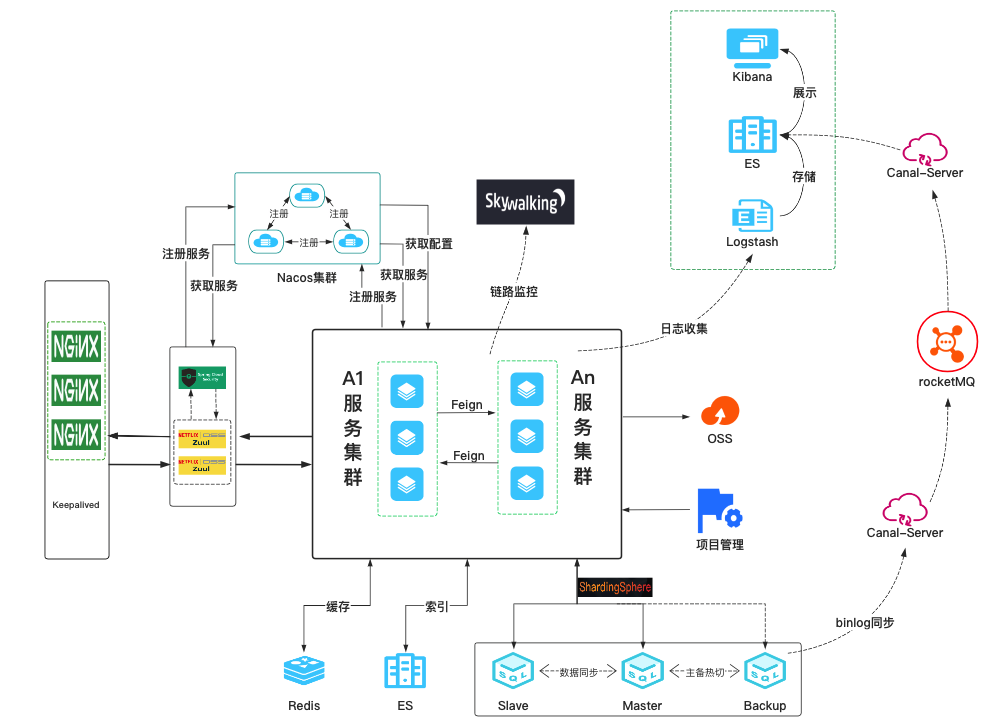 Kibana
展示
ES
存储
Logstash
Canal-Server
Skywalking
注册
注册
注册
Nacos集群
注册服务
获取服务
获取配置
获取服务
注册服务
链路监控
日志收集
rocketMQ
NGINX
NGINX
NGINX
Keepalived
Spring Cloud
Security
NETFLIX OSS
Zuul
NETFLIX OSS
Zuul
A1
服
务
集
群
Feign
Feign
An
服
务
集
群
OSS
项目管理
Canal-Server
ShardingSphere
缓存
索引
binlog同步
Redis
ES
SQL
SQL
SQL
数据同步
主备热切
Slave
Master
Backup